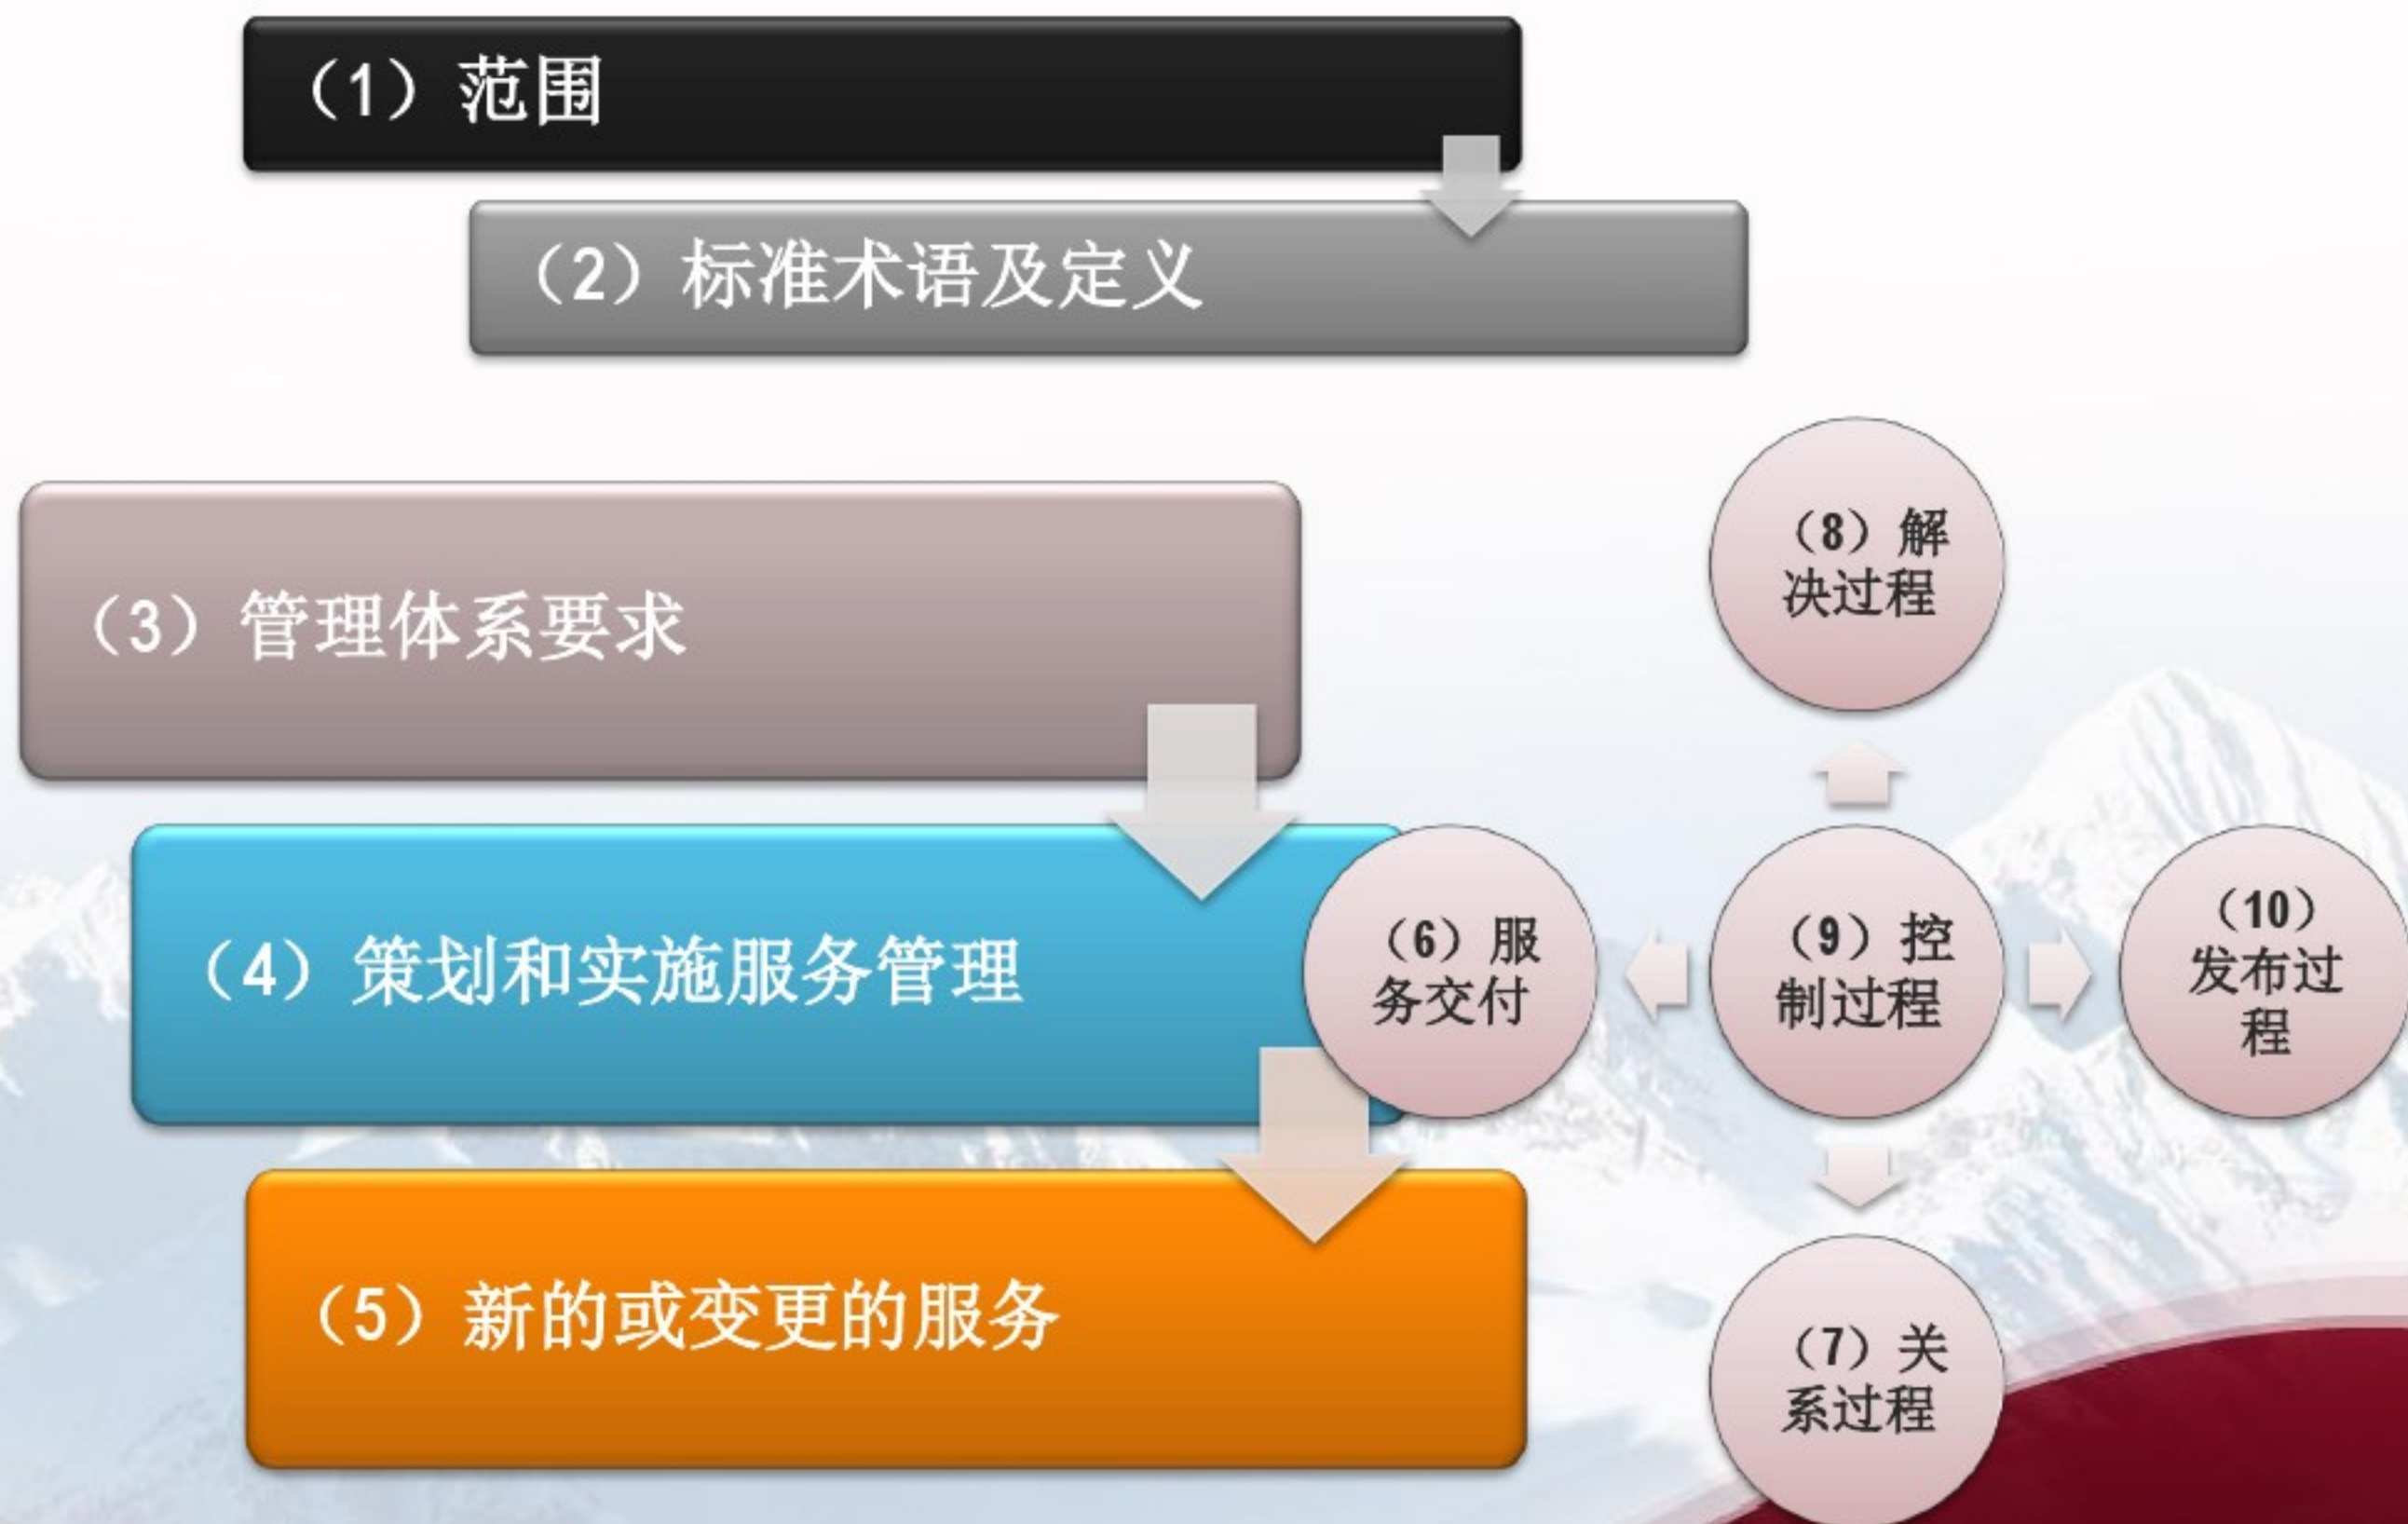 （1）范围
（2）标准术语及定义
（3）管理体系要求
（4）策划和实施服务管理
（5）新的或变更的服务
（8）解
决过程
（6）服
务交付
（9）控
制过程
（10）
发布过
程
（7）关
系过程